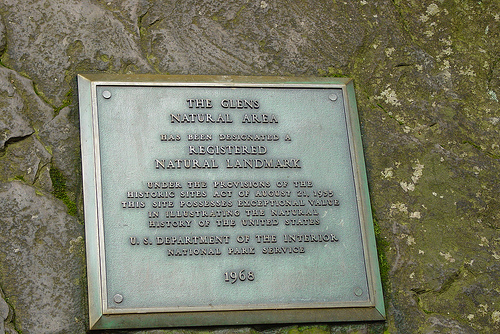 THE GLENS
NATURAL AREA
HAS BEEN DESIGNATED A
REGISTERED
NATURAL LANDMARK
UNDER THE PROVISIONS OF THE
HISTORIC SITES ACT OF AUGUST 21, 1935
THIS SITE POSSESSES EXCEPTIONAL VALUE
IN ILLUSTRATING THE NATURAL
HISTORY OF THE UNITED STATES
U. S. DEPARTMENT OF THE INTERIOR
NATIONAL PARK SERVICE
1968